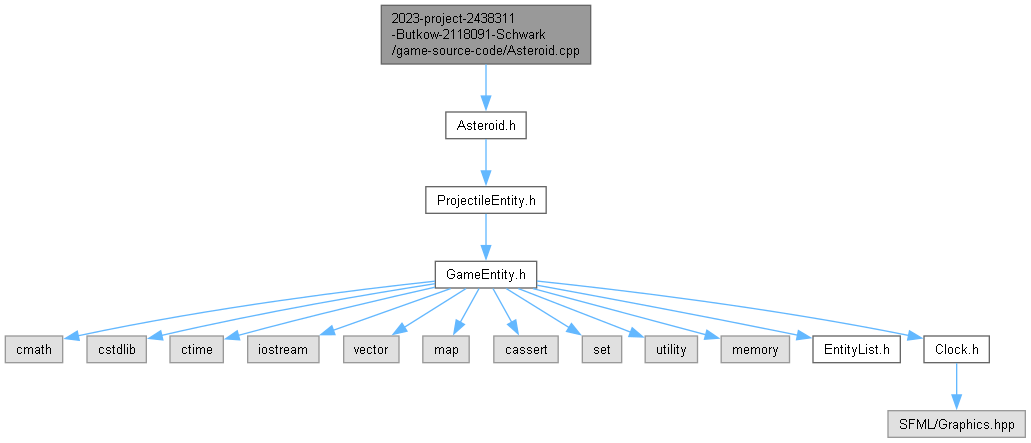 2023-project-2438311
-Butkow-2118091-Schwark
/game-source-code/Asteroid.cpp
Asteroid.h
ProjectileEntity.h
GameEntity.h
cmath
cstdlib
ctime
iostream
vector
map
cassert
set
utility
memory
EntityList.h
Clock.h
SFML/Graphics.hpp